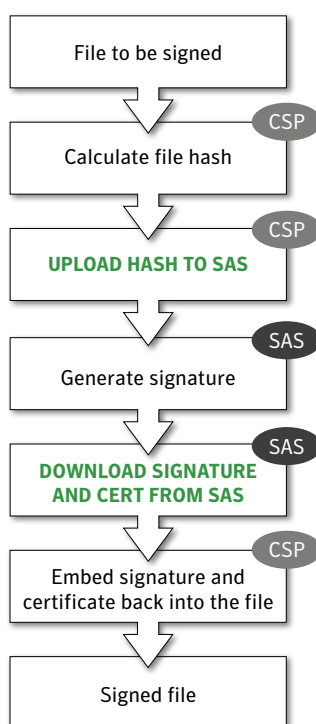 File to be signed
CSP
Calculate file hash
CSP
UPLOAD HASH TO SAS
SAS
Generate signature
SAS
DOWNLOAD SIGNATURE
AND CERT FROM SAS
CSP
Embed signature and
certificate back into the file
Signed file